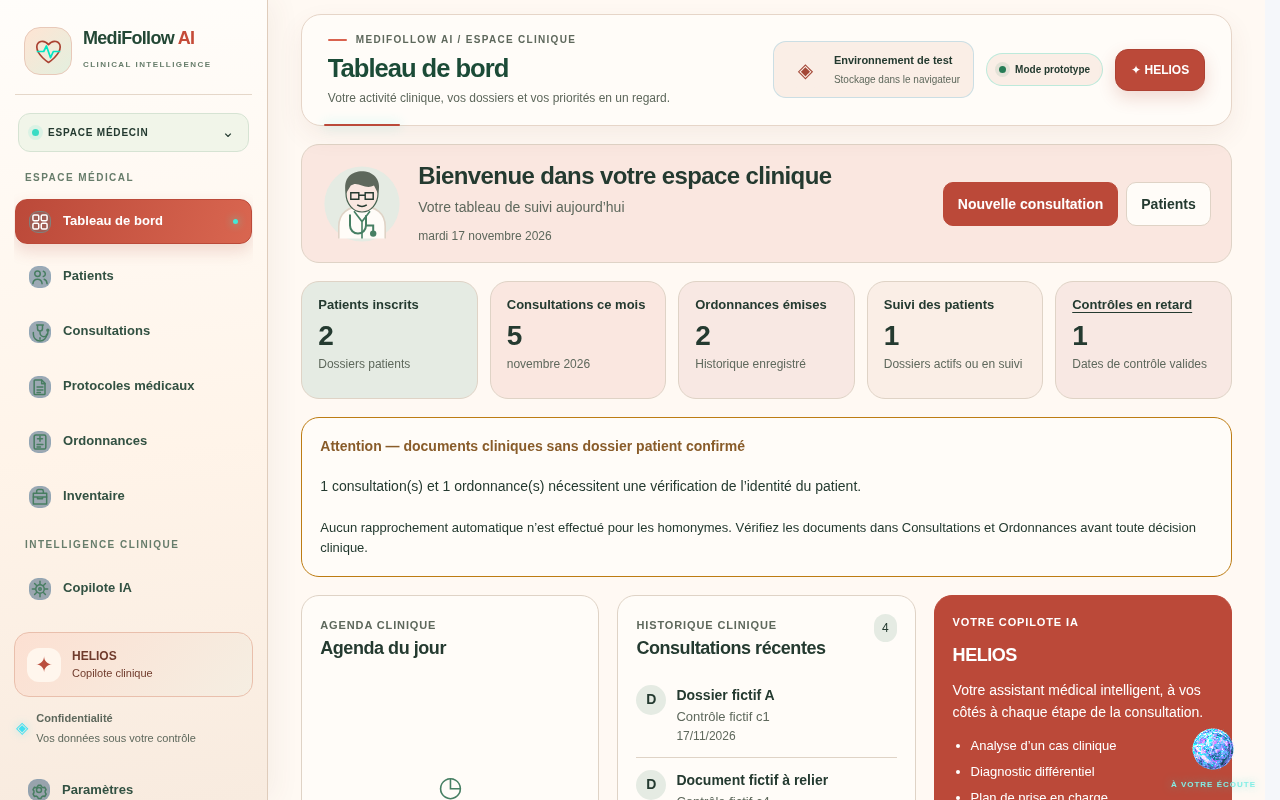 MediFollow AI
CLINICAL INTELLIGENCE
ESPACE MÉDECIN
ESPACE MÉDICAL
Tableau de bord
Patients
Consultations
Protocoles médicaux
Ordonnances
Inventaire
INTELLIGENCE CLINIQUE
Copilote IA
HELIOS
Copilote clinique
Confidentialité
Vos données sous votre contrôle
Paramètres
MEDIFOLLOW AI / ESPACE CLINIQUE
Tableau de bord
Votre activité clinique, vos dossiers et vos priorités en un regard.
Environnement de test
Stockage dans le navigateur
Mode prototype
HELIOS
Bienvenue dans votre espace clinique
Votre tableau de suivi aujourd’hui
mardi 17 novembre 2026
Nouvelle consultation
Patients
Patients inscrits
2
Dossiers patients
Consultations ce mois
5
novembre 2026
Ordonnances émises
2
Historique enregistré
Suivi des patients
1
Dossiers actifs ou en suivi
Contrôles en retard
1
Dates de contrôle valides
Attention — documents cliniques sans dossier patient confirmé
1 consultation(s) et 1 ordonnance(s) nécessitent une vérification de l’identité du patient.
Aucun rapprochement automatique n’est effectué pour les homonymes. Vérifiez les documents dans Consultations et Ordonnances avant toute décision
clinique.
AGENDA CLINIQUE
Agenda du jour
HISTORIQUE CLINIQUE
4
Consultations récentes
D
Dossier fictif A
Contrôle fictif c1
17/11/2026
D
Document fictif à relier
Contrôle fictif c4
VOTRE COPILOTE IA
HELIOS
Votre assistant médical intelligent, à vos
côtés à chaque étape de la consultation.
Analyse d’un cas clinique
Diagnostic différentiel
Plan de prise en charge
À VOTRE ÉCOUTE